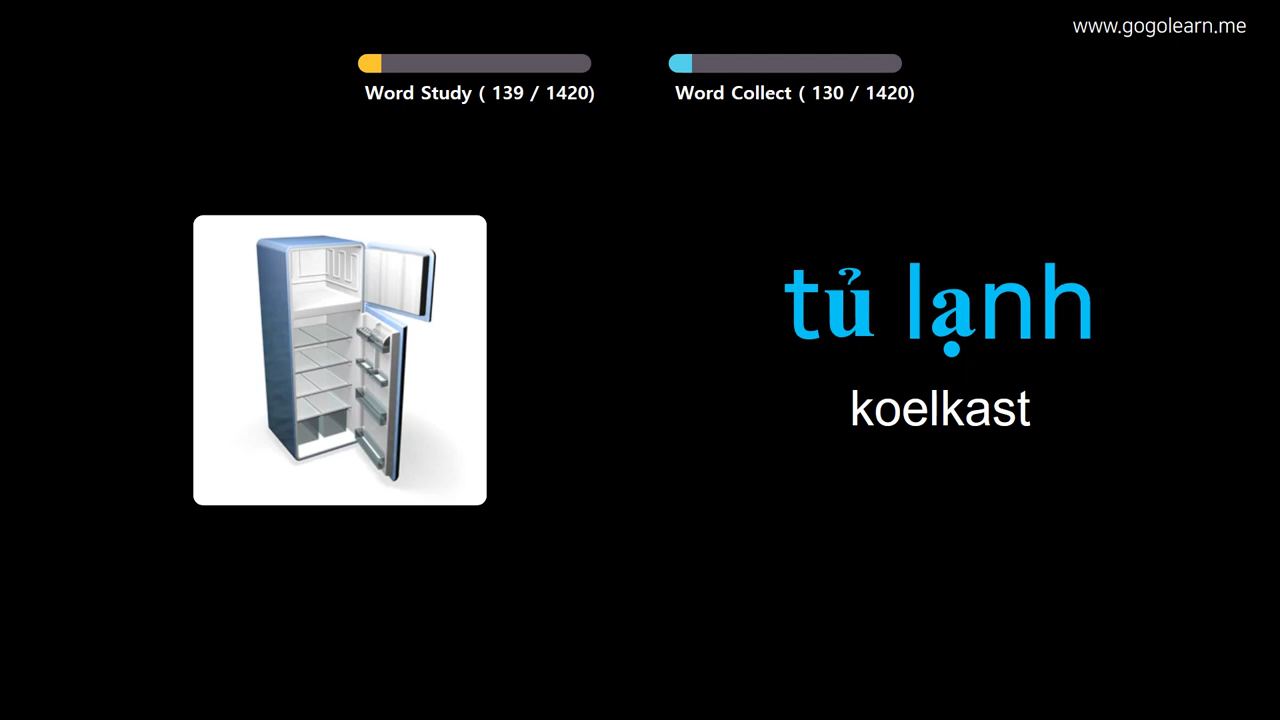 www.gogolearn.me
Word Study ( 139 / 1420)
Word Collect ( 130 / 1420)
tủ lạnh
koelkast